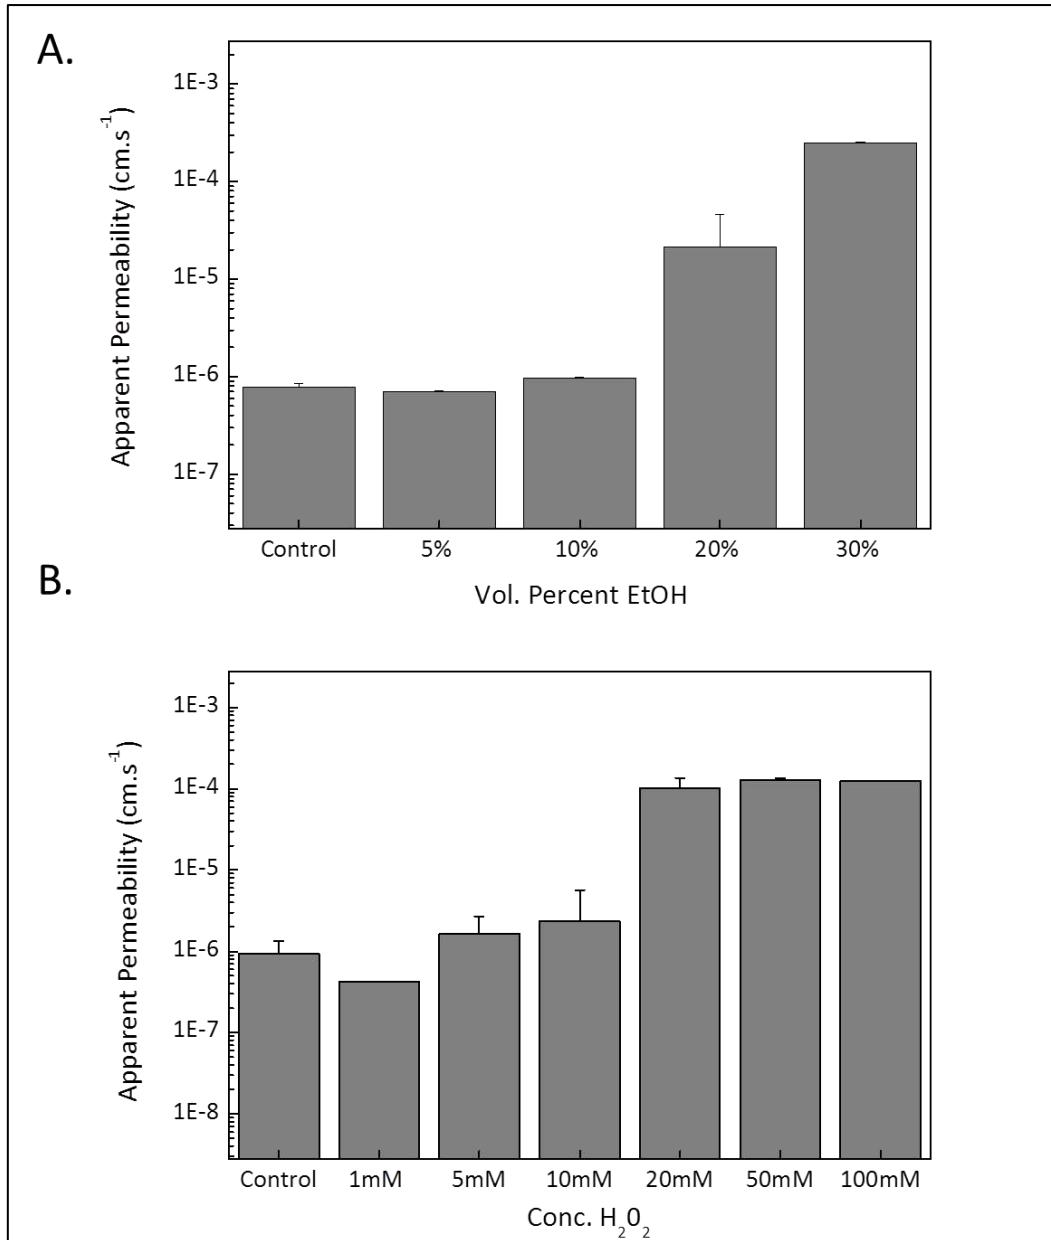 A.
Apparent Permeability (cm.s-1)
1E-3
1E-4
1E-5
1E-6
1E-7
Control 5% 10% 20% 30%
Vol. Percent EtOH
B.
Apparent Permeability (cm.s-1)
1E-3
1E-4
1E-5
1E-6
1E-7
1E-8
Control 1mM 5mM 10mM 20mM 50mM 100mM
Conc. H202